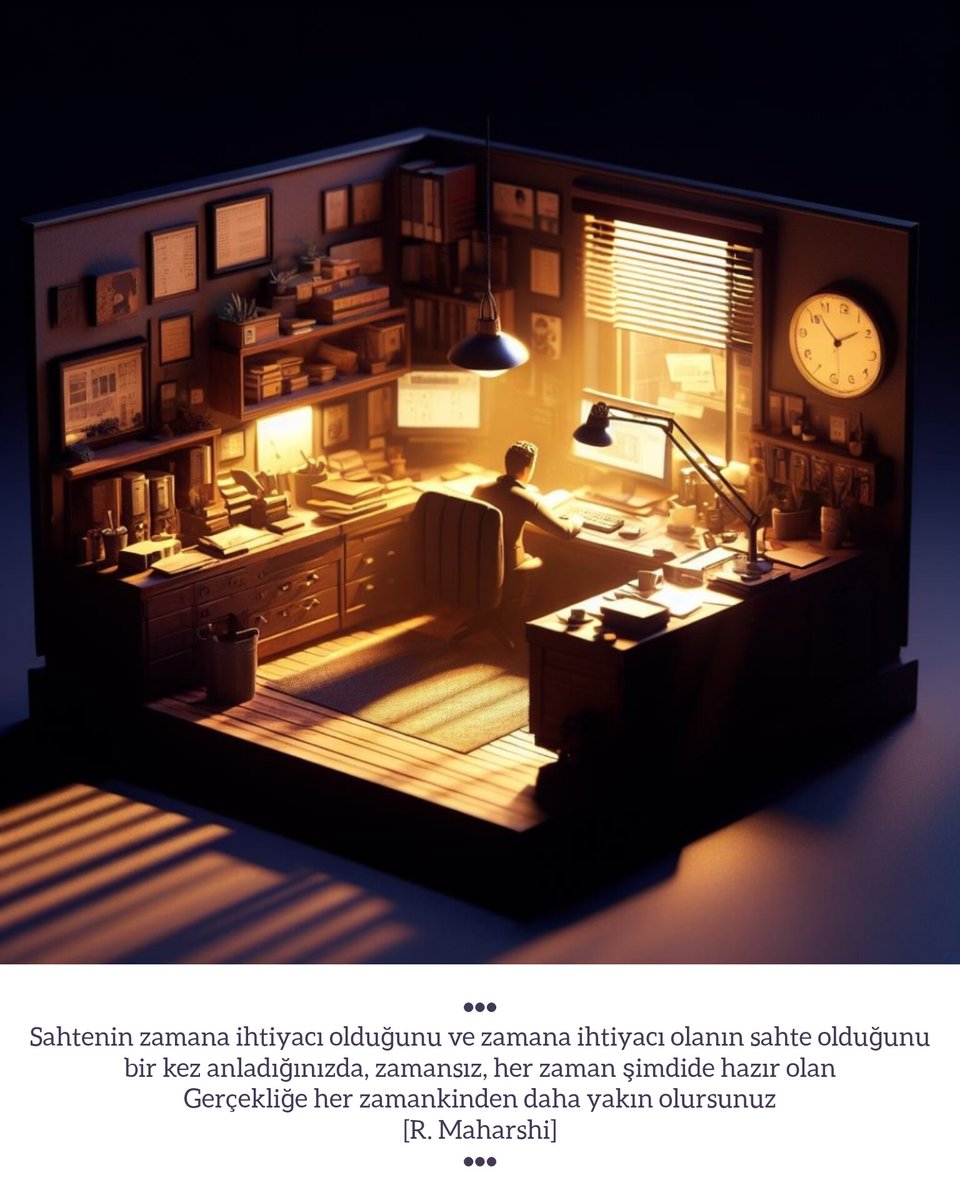 ●●●
Sahtenin zamana ihtiyacı olduğunu ve zamana ihtiyacı olanın sahte olduğunu
bir kez anladığınızda, zamansız, her zaman şimdide hazır olan
Gerçekliğe her zamankinden daha yakın olursunuz
[R. Maharshi]
●●●